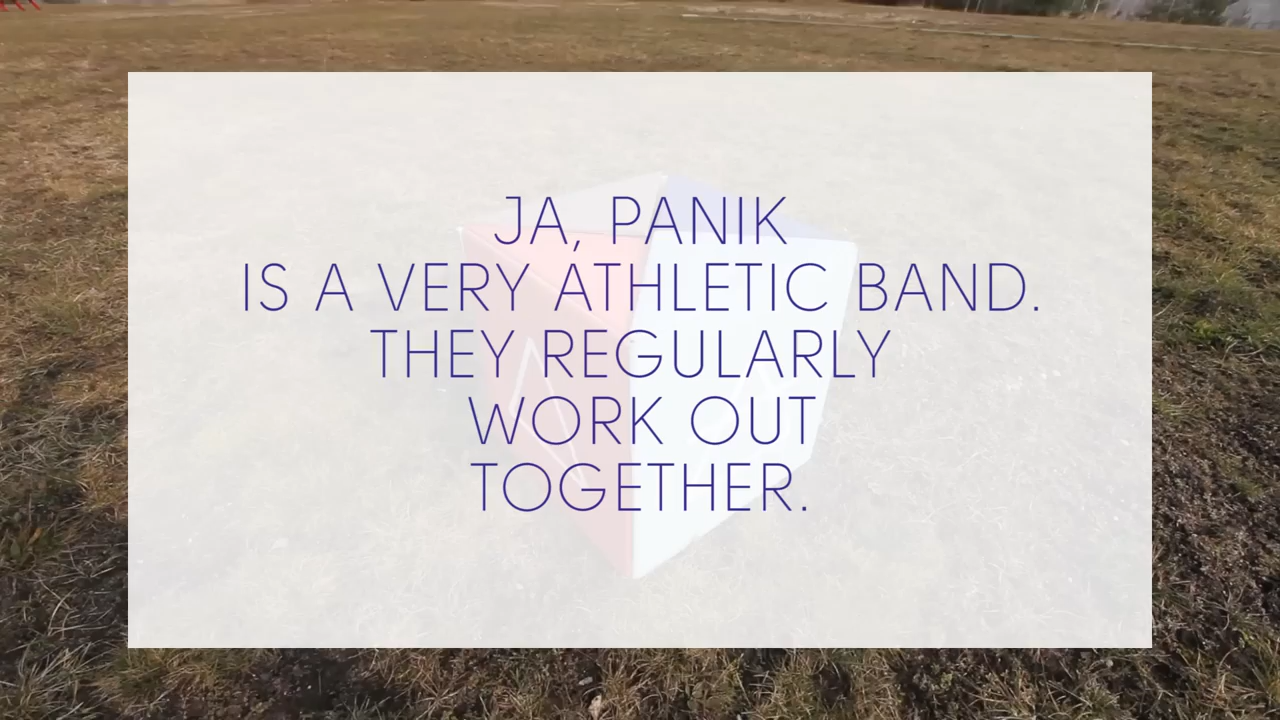 JA, PANIK
IS A VERY ATHLETIC BAND.
THEY REGULARLY
WORK OUT
TOGETHER.